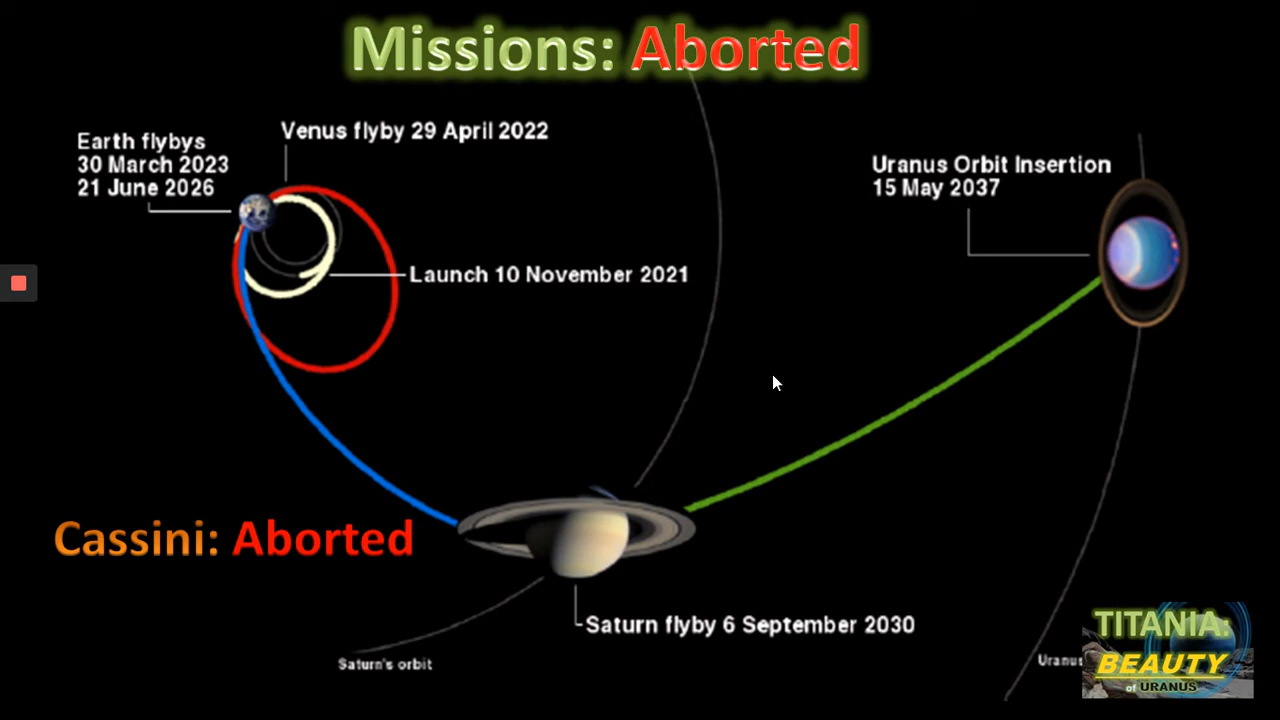 Missions: Aborted
Venus flyby 29 April 2022
Earth flybys
30 March 2023
21 June 2026
Uranus Orbit Insertion
15 May 2037
Launch 10 November 2021
Cassini: Aborted
Saturn flyby 6 September 2030
Saturn's orbit
Uranus
TITANIA:
BEAUTY
of URANUS